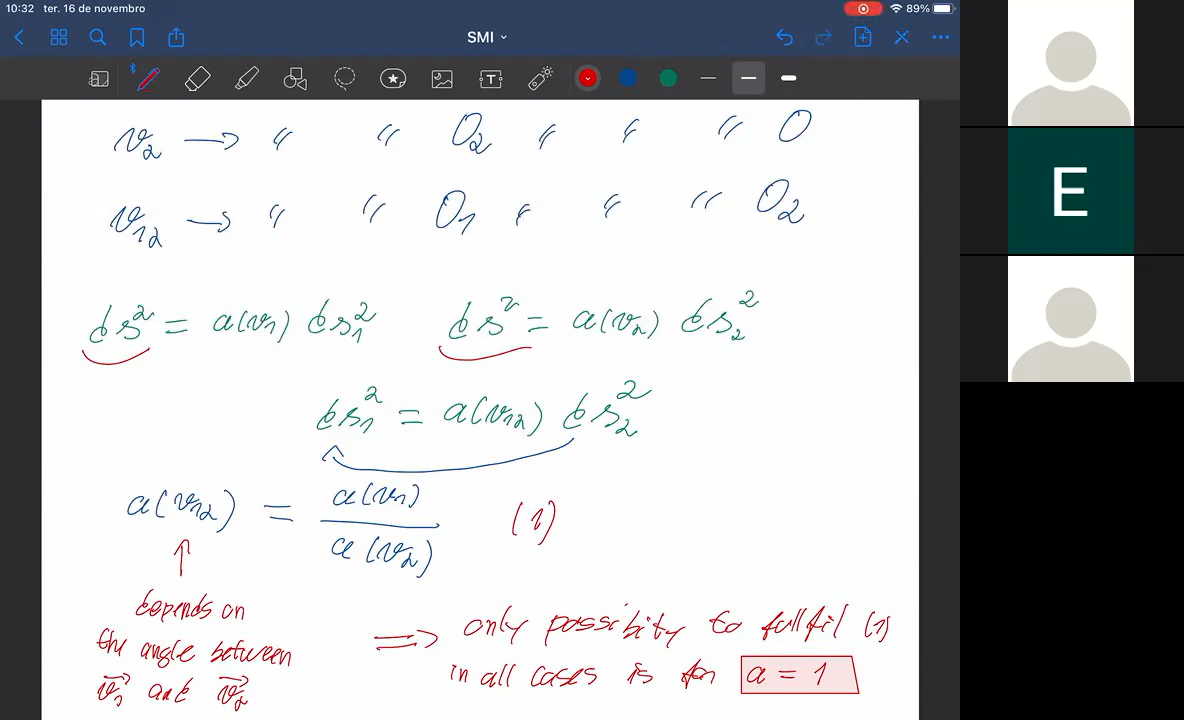 10:32 ter. 16 de novembro 89%
SMI
T
v₂ → " " O₂ " " " O
v₁₂ → " " O₁ " " " O₂
E
ds² = a(v₁) ds₁² ds² = a(v₂) ds₂²
ds₁² = a(v₁₂) ds₂²
a(v₁₂) = a(v₁) / a(v₂) (1)
depends on
the angle between
v⃗₁ and v⃗₂
⇒ only possibity to fullfil (1)
in all cases is for a = 1